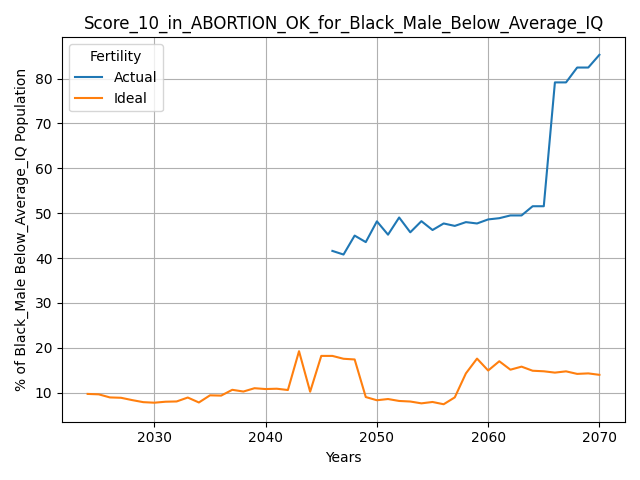 Score_10_in_ABORTION_OK_for_Black_Male_Below_Average_IQ
% of Black_Male Below_Average_IQ Population
Fertility
Actual
Ideal
80
70
60
50
40
30
20
10
2030 2040 2050 2060 2070
Years